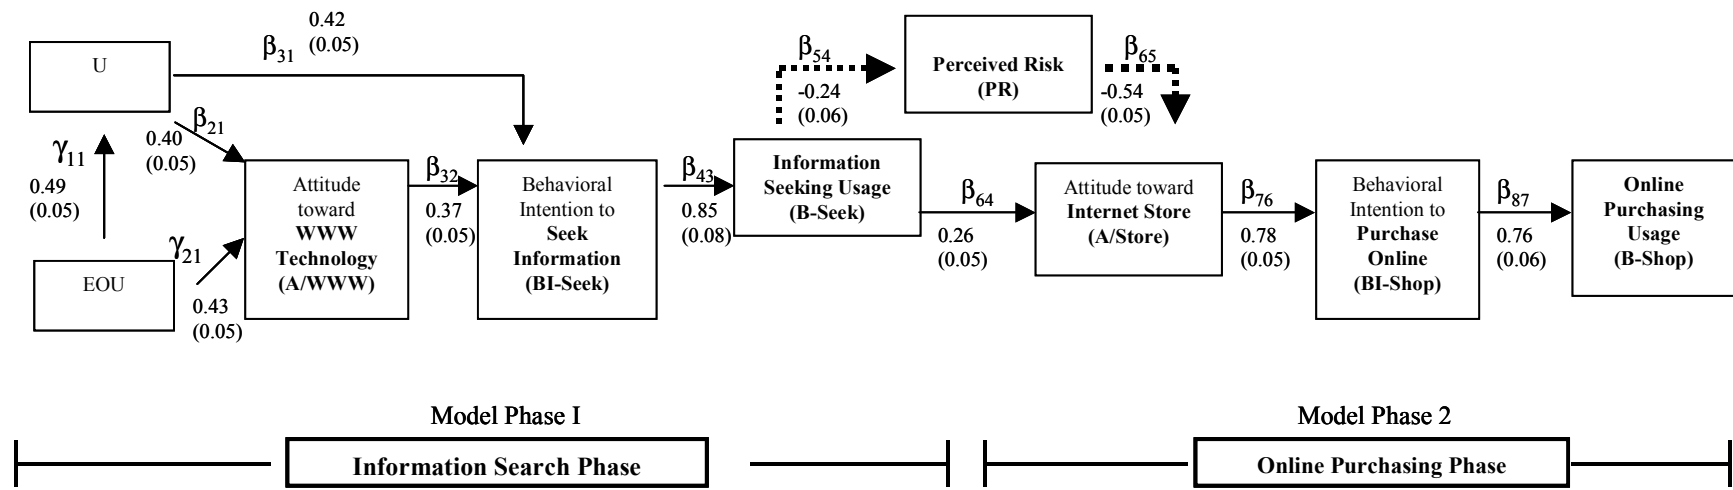 U
β31
0.42
(0.05)
β21
0.40
(0.05)
γ11
0.49
(0.05)
EOU
γ21
0.43
(0.05)
Attitude
toward
WWW
Technology
(A/WWW)
β32
0.37
(0.05)
Behavioral
Intention to
Seek
Information
(BI-Seek)
β43
0.85
(0.08)
Information
Seeking Usage
(B-Seek)
β54
-0.24
(0.06)
Perceived Risk
(PR)
β65
-0.54
(0.05)
β64
0.26
(0.05)
Attitude toward
Internet Store
(A/Store)
β76
0.78
(0.05)
Behavioral
Intention to
Purchase
Online
(BI-Shop)
β87
0.76
(0.06)
Online
Purchasing
Usage
(B-Shop)
Model Phase I
Information Search Phase
Model Phase 2
Online Purchasing Phase